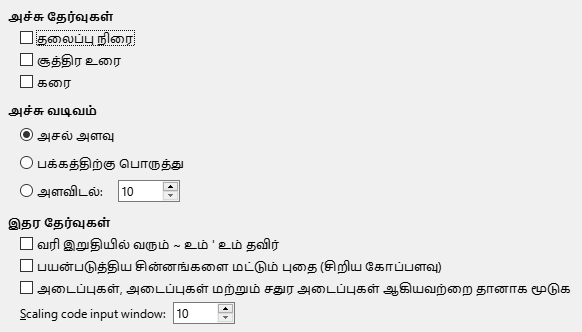 அச்சு தேர்வுகள்
தலைப்பு நிரை
சூத்திர உரை
கரை
அச்சு வடிவம்
அசல் அளவு
பக்கத்திற்கு பொருத்து
அளவிடல்: 10
இதர தேர்வுகள்
வரி இறுதியில் வரும் ~ உம் ' உம் தவிர்
பயன்படுத்திய சின்னங்களை மட்டும் புதை (சிறிய கோப்பளவு)
அடைப்புகள், அடைப்புகள் மற்றும் சதுர அடைப்புகள் ஆகியவற்றை தானாக மூடுக
Scaling code input window: 10